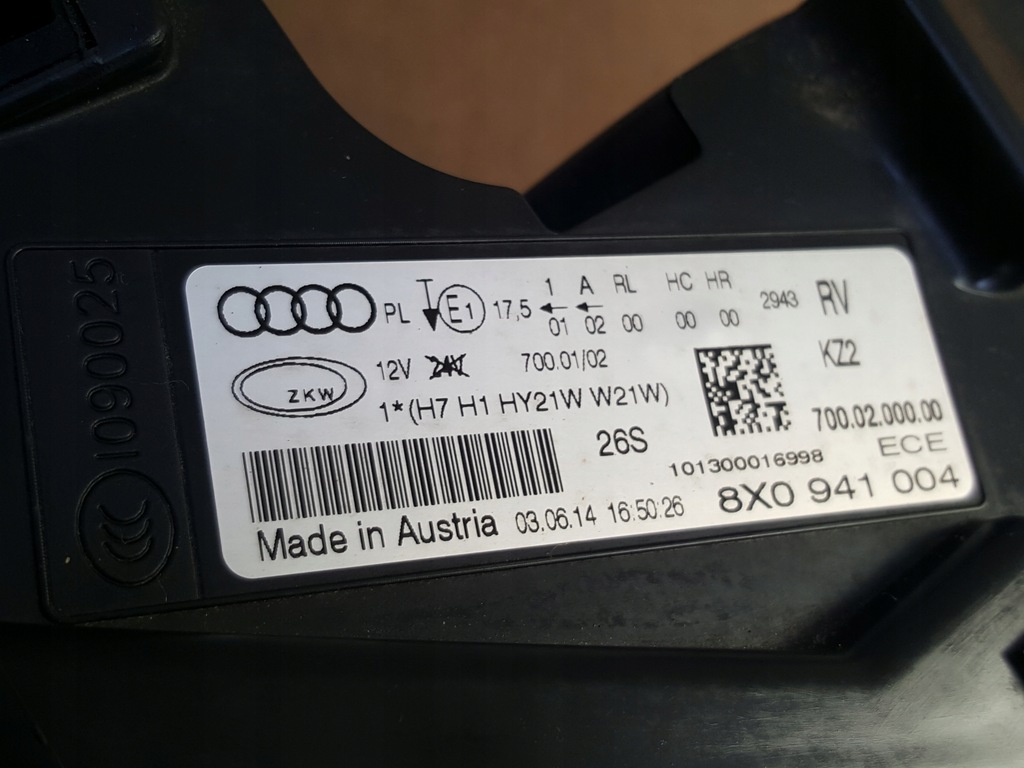 1090025
CCC
PL E1 17,5 1 A RL HC HR
01 02 00 00 00 2943 RV
ZKW 12V 24V 700.01/02 KZ2
1*(H7 H1 HY21W W21W)
26S 700.02.000.00
101300016998 ECE
Made in Austria 03.06.14 16:50:26 8X0 941 004